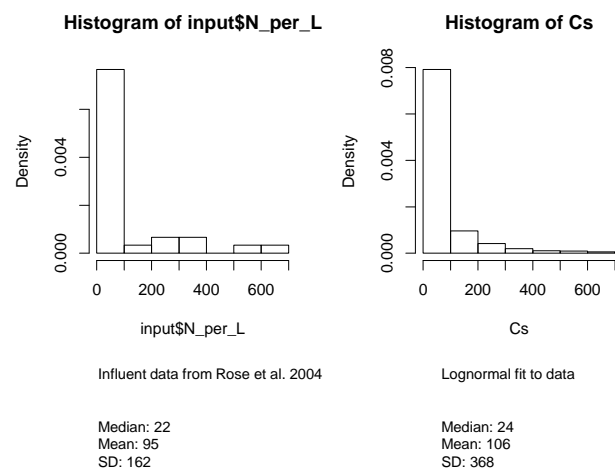 Histogram of input$N_per_L
Density
0.000
0.004
0
200
400
600
input$N_per_L
Influent data from Rose et al. 2004
Median: 22
Mean: 95
SD: 162
Histogram of Cs
Density
0.000
0.004
0.008
0
200
400
600
Cs
Lognormal fit to data
Median: 24
Mean: 106
SD: 368